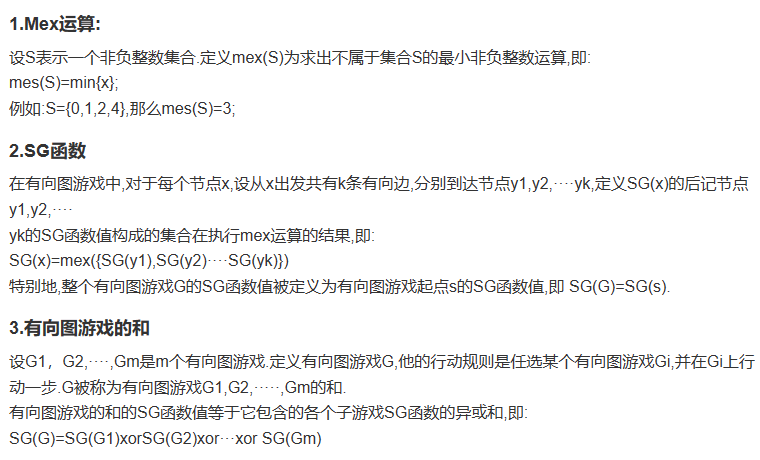 1.Mex运算:
设S表示一个非负整数集合.定义mex(S)为求出不属于集合S的最小非负整数运算,即:
mes(S)=min{x};
例如:S={0,1,2,4},那么mes(S)=3;
2.SG函数
在有向图游戏中,对于每个节点x,设从x出发共有k条有向边,分别到达节点y1,y2,····yk,定义SG(x)的后记节点
y1,y2,····
yk的SG函数值构成的集合在执行mex运算的结果,即:
SG(x)=mex({SG(y1),SG(y2)····SG(yk)})
特别地,整个有向图游戏G的SG函数值被定义为有向图游戏起点s的SG函数值,即 SG(G)=SG(s).
3.有向图游戏的和
设G1，G2,····,Gm是m个有向图游戏.定义有向图游戏G,他的行动规则是任选某个有向图游戏Gi,并在Gi上行
动一步.G被称为有向图游戏G1,G2,·····,Gm的和.
有向图游戏的和的SG函数值等于它包含的各个子游戏SG函数的异或和,即:
SG(G)=SG(G1)xorSG(G2)xor···xor SG(Gm)